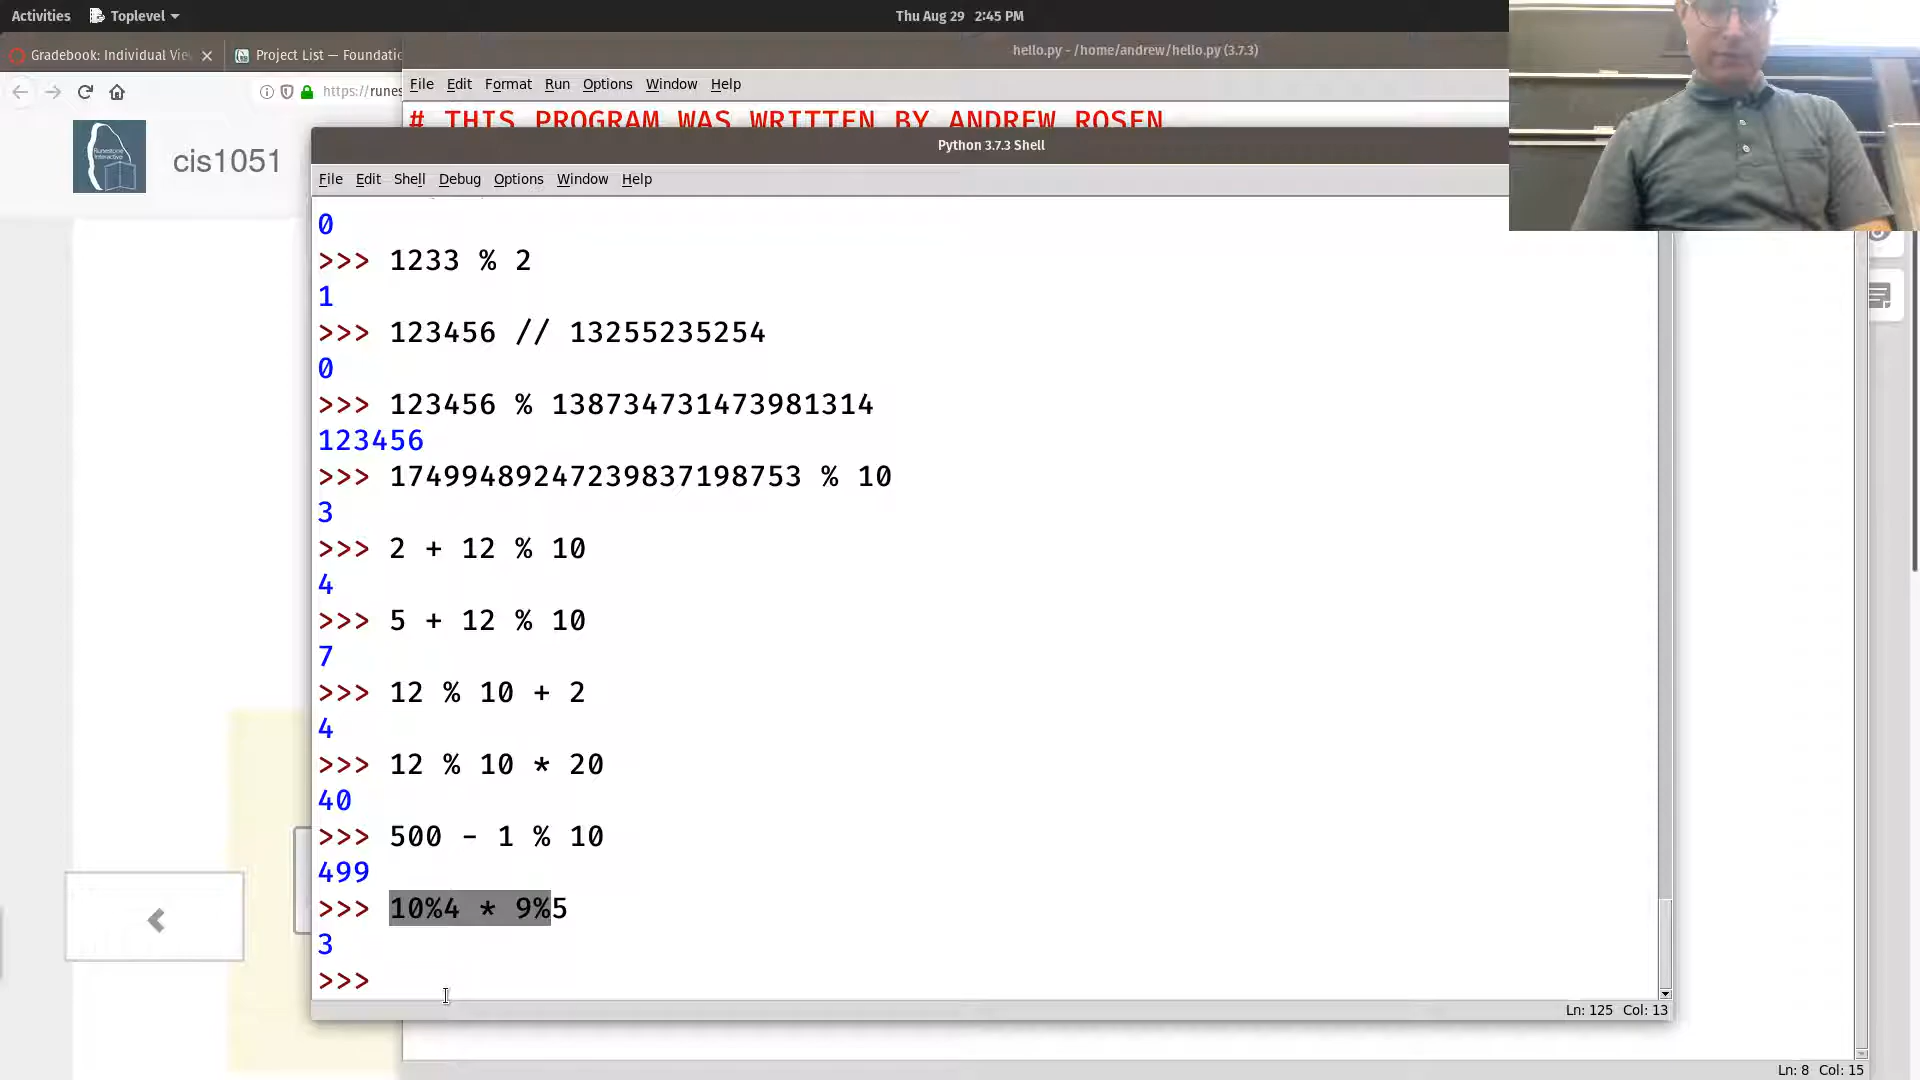 Activities Toplevel Thu Aug 29 2:45 PM
Gradebook: Individual Vie Project List — Foundatio
hello.py - /home/andrew/hello.py (3.7.3)
File Edit Format Run Options Window Help
https://runes
# THIS PROGRAM WAS WRITTEN BY ANDREW ROSEN
Runestone Interactive
cis1051
Python 3.7.3 Shell
File Edit Shell Debug Options Window Help
0
>>> 1233 % 2
1
>>> 123456 // 13255235254
0
>>> 123456 % 138734731473981314
123456
>>> 17499489247239837198753 % 10
3
>>> 2 + 12 % 10
4
>>> 5 + 12 % 10
7
>>> 12 % 10 + 2
4
>>> 12 % 10 * 20
40
>>> 500 - 1 % 10
499
>>> 10%4 * 9%5
3
>>>
Ln: 125 Col: 13
Ln: 8 Col: 15